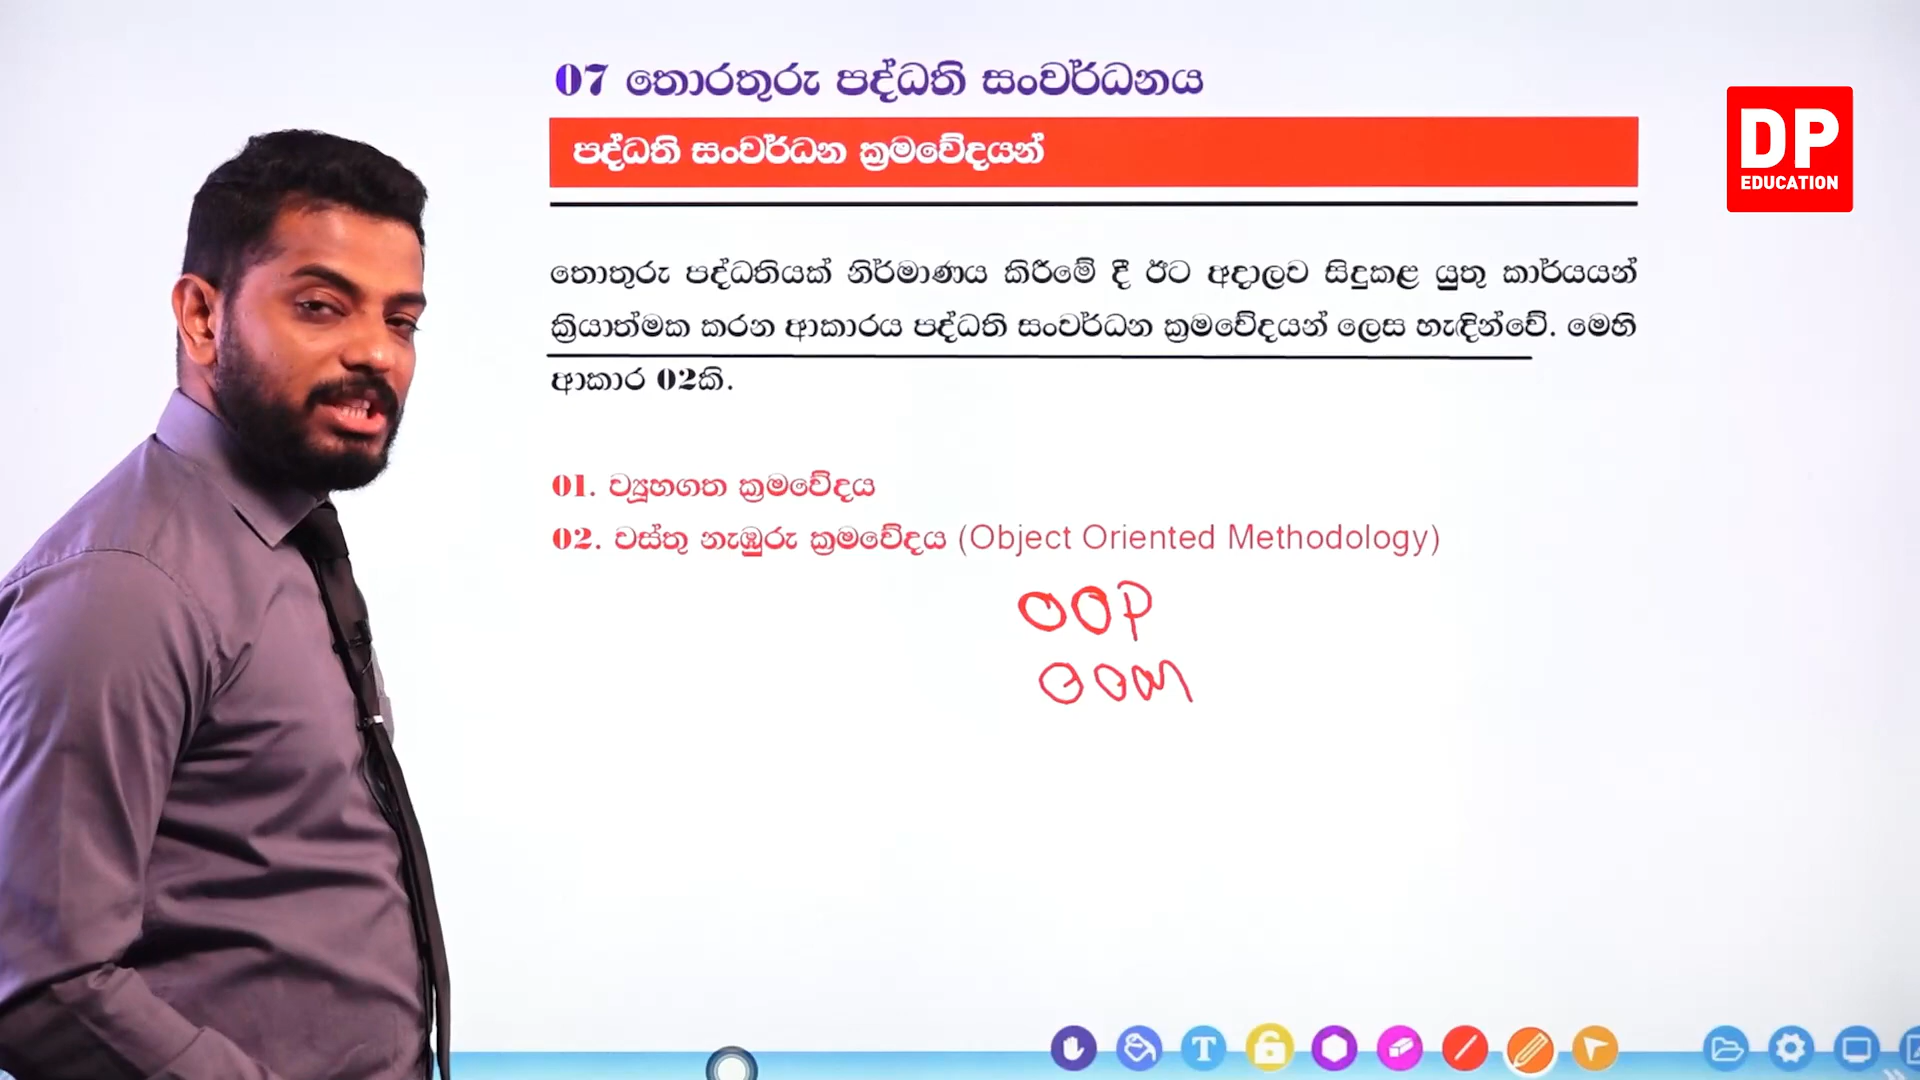 07 තොරතුරු පද්ධති සංවර්ධනය
පද්ධති සංවර්ධන ක්‍රමවේදයන්
DP
EDUCATION
තොතුරු පද්ධතියක් නිර්මාණය කිරීමේ දී ඊට අදාලව සිදුකළ යුතු කාර්යයන්
ක්‍රියාත්මක කරන ආකාරය පද්ධති සංවර්ධන ක්‍රමවේදයන් ලෙස හැඳින්වේ. මෙහි
ආකාර 02කි.
01. ව්‍යූහගත ක්‍රමවේදය
02. වස්තු නැඹුරු ක්‍රමවේදය (Object Oriented Methodology)
OOP
OOM
T